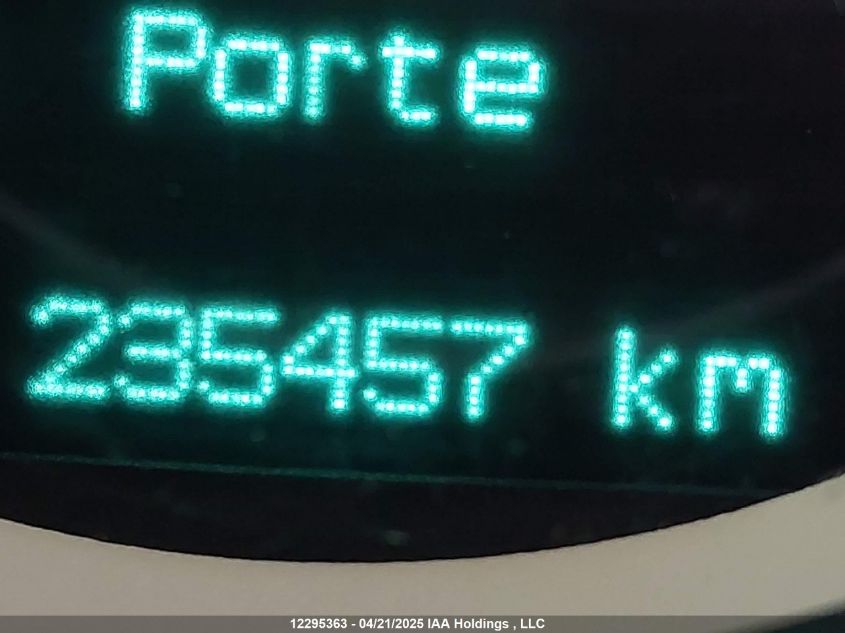 Porte
235457 km
12295363 - 04/21/2025 IAA Holdings , LLC